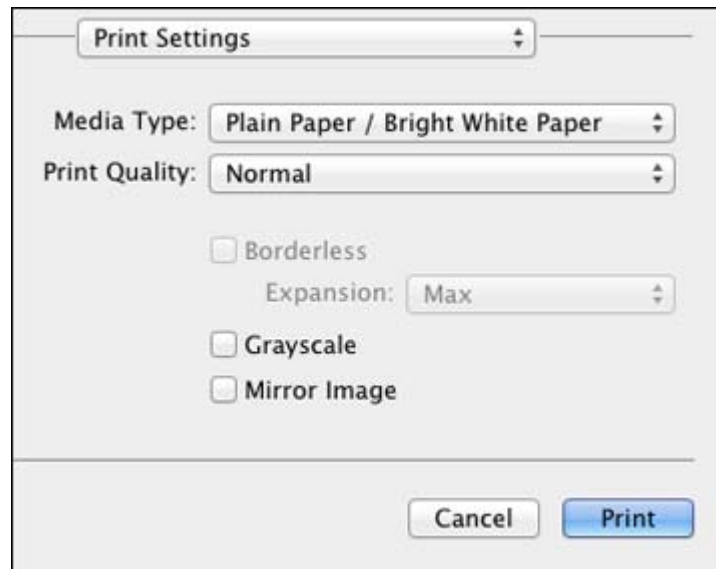 Print Settings
Media Type: Plain Paper / Bright White Paper
Print Quality: Normal
Borderless
Expansion: Max
Grayscale
Mirror Image
Cancel Print